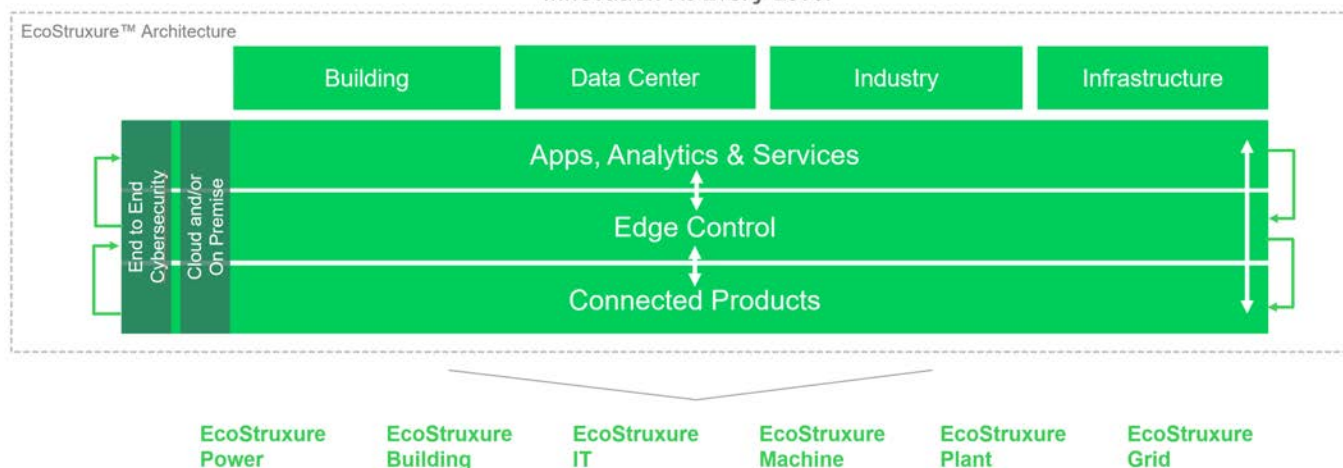 EcoStruxure™ Architecture
Building
Data Center
Industry
Infrastructure
End to End
Cybersecurity
Cloud and/or
On Premise
Apps, Analytics & Services
Edge Control
Connected Products
EcoStruxure
Power
EcoStruxure
Building
EcoStruxure
IT
EcoStruxure
Machine
EcoStruxure
Plant
EcoStruxure
Grid